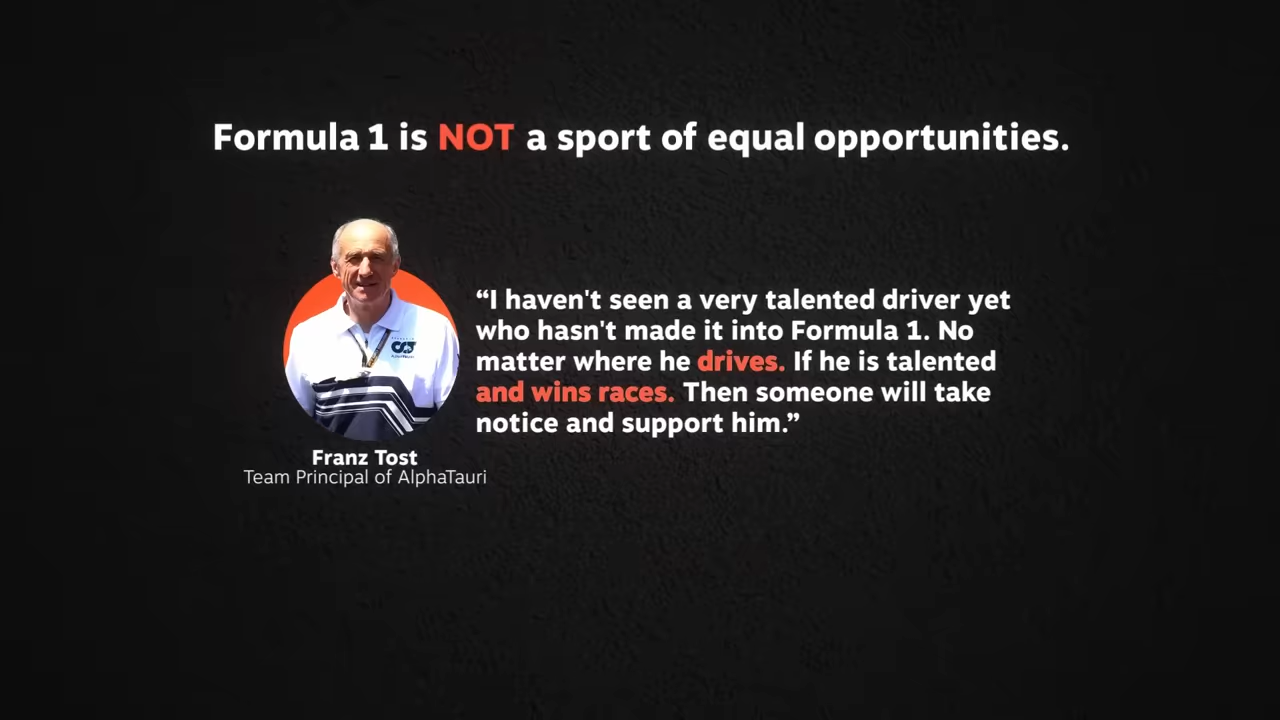 Formula 1 is NOT a sport of equal opportunities.
“I haven't seen a very talented driver yet
who hasn't made it into Formula 1. No
matter where he drives. If he is talented
and wins races. Then someone will take
notice and support him.”
Franz Tost
Team Principal of AlphaTauri